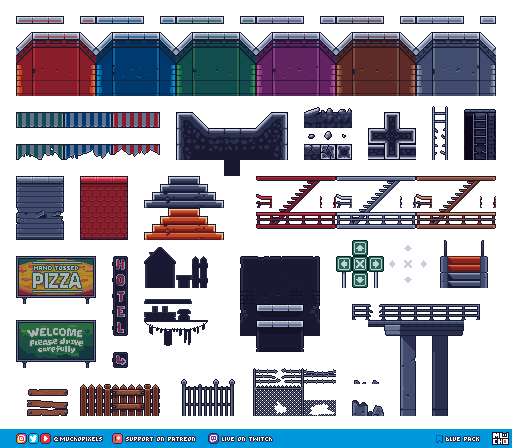 HAND TOSSED
PIZZA
HOTEL
WELCOME
Please drive
carefully
@MUCHOPIXELS
SUPPORT ON PATREON
LIVE ON TWITCH
BLUE PACK
MU
CHO